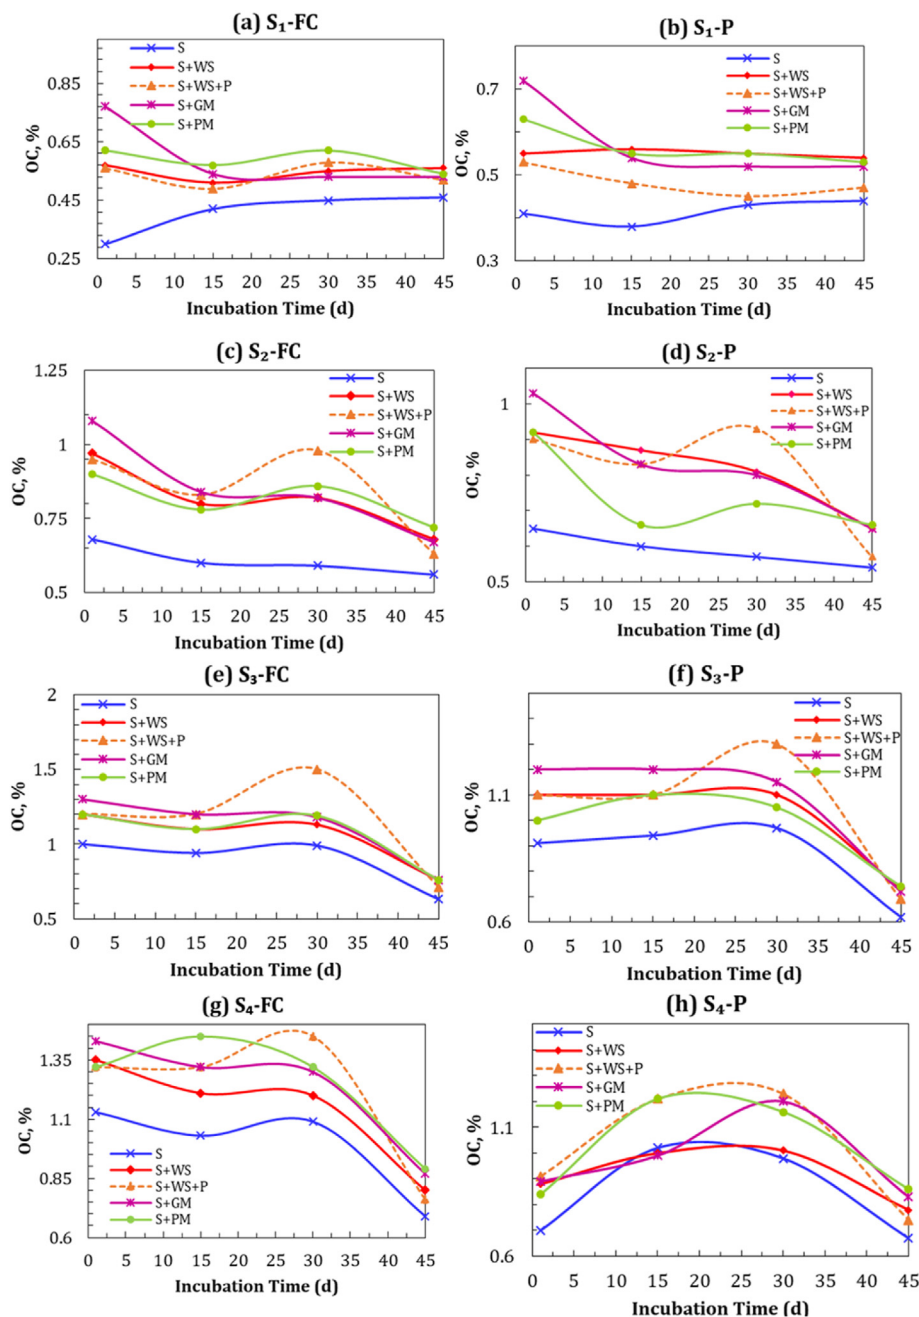 (a) S₁-FC
OC, %
0.85
0.65
0.45
0.25
S
S+WS
S+WS+P
S+GM
S+PM
0 5 10 15 20 25 30 35 40 45
Incubation Time (d)
(b) S₁-P
OC, %
0.7
0.5
0.3
S
S+WS
S+WS+P
S+GM
S+PM
0 5 10 15 20 25 30 35 40 45
Incubation Time (d)
(c) S₂-FC
OC, %
1.25
1
0.75
0.5
S
S+WS
S+WS+P
S+GM
S+PM
0 5 10 15 20 25 30 35 40 45
Incubation Time (d)
(d) S₂-P
OC, %
1
0.5
S
S+WS
S+WS+P
S+GM
S+PM
0 5 10 15 20 25 30 35 40 45
Incubation Time (d)
(e) S₃-FC
OC, %
2
1.5
1
0.5
S
S+WS
S+WS+P
S+GM
S+PM
0 5 10 15 20 25 30 35 40 45
Incubation Time (d)
(f) S₃-P
OC, %
1.1
0.6
S
S+WS
S+WS+P
S+GM
S+PM
0 5 10 15 20 25 30 35 40 45
Incubation Time (d)
(g) S₄-FC
OC, %
1.35
1.1
0.85
0.6
S
S+WS
S+WS+P
S+GM
S+PM
0 5 10 15 20 25 30 35 40 45
Incubation Time (d)
(h) S₄-P
OC, %
1.1
0.6
S
S+WS
S+WS+P
S+GM
S+PM
0 5 10 15 20 25 30 35 40 45
Incubation Time (d)